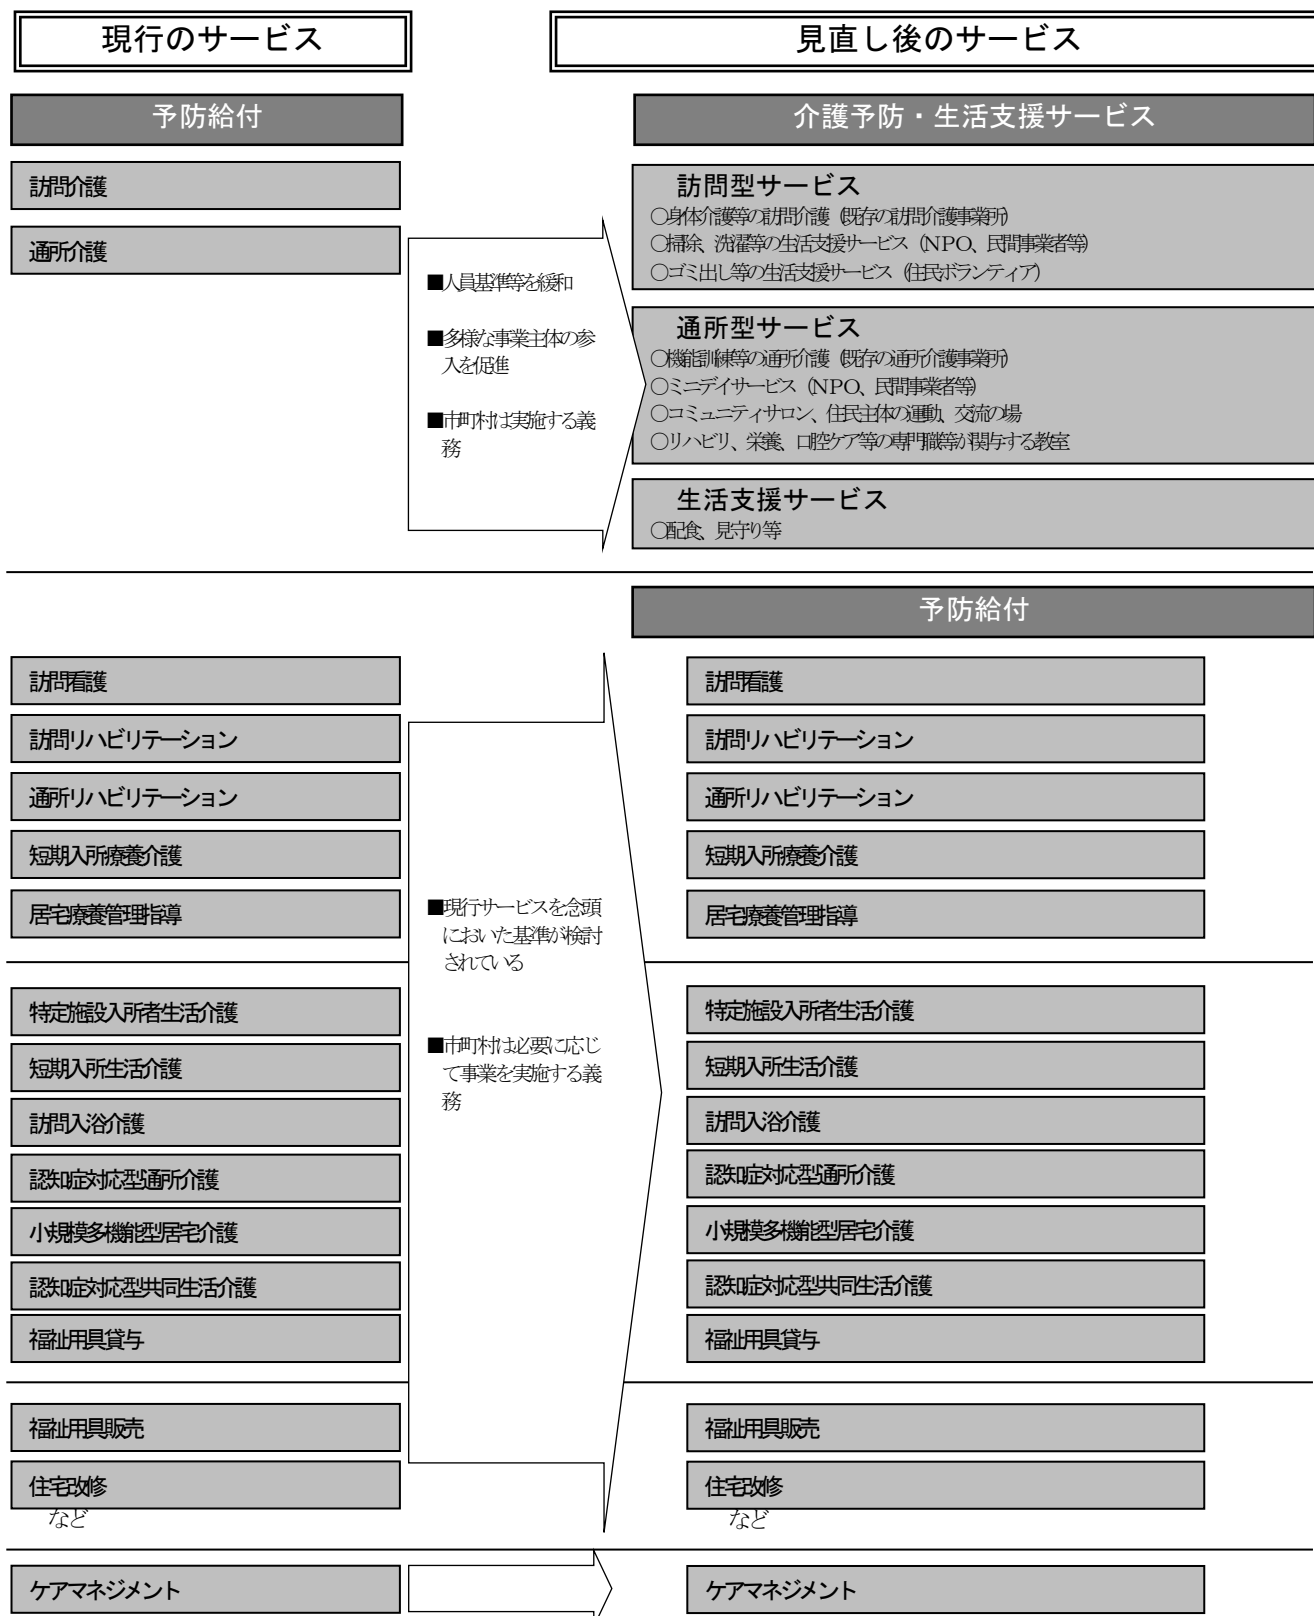 現行のサービス
見直し後のサービス
予防給付
介護予防・生活支援サービス
訪問介護
通所介護
■人員基準等を緩和
■多様な事業主体の参
入を促進
■市町村は実施する義
務
訪問型サービス
○身体介護等の訪問介護（既存の訪問介護事業所）
○掃除、洗濯等の生活支援サービス（NPO、民間事業者等）
○ゴミ出し等の生活支援サービス（住民ボランティア）
通所型サービス
○機能訓練等の通所介護（既存の通所介護事業所）
○ミニデイサービス（NPO、民間事業者等）
○コミュニティサロン、住民主体の運動、交流の場
○リハビリ、栄養、口腔ケア等の専門職等が関与する教室
生活支援サービス
○配食、見守り等
予防給付
訪問看護
訪問リハビリテーション
通所リハビリテーション
短期入所療養介護
居宅療養管理指導
特定施設入所者生活介護
短期入所生活介護
訪問入浴介護
認知症対応型通所介護
小規模多機能型居宅介護
認知症対応型共同生活介護
福祉用具貸与
福祉用具販売
住宅改修
など
■現行サービスを念頭
において基準が検討
されている
■市町村は必要に応じ
て事業を実施する義
務
訪問看護
訪問リハビリテーション
通所リハビリテーション
短期入所療養介護
居宅療養管理指導
特定施設入所者生活介護
短期入所生活介護
訪問入浴介護
認知症対応型通所介護
小規模多機能型居宅介護
認知症対応型共同生活介護
福祉用具貸与
福祉用具販売
住宅改修
など
ケアマネジメント
ケアマネジメント